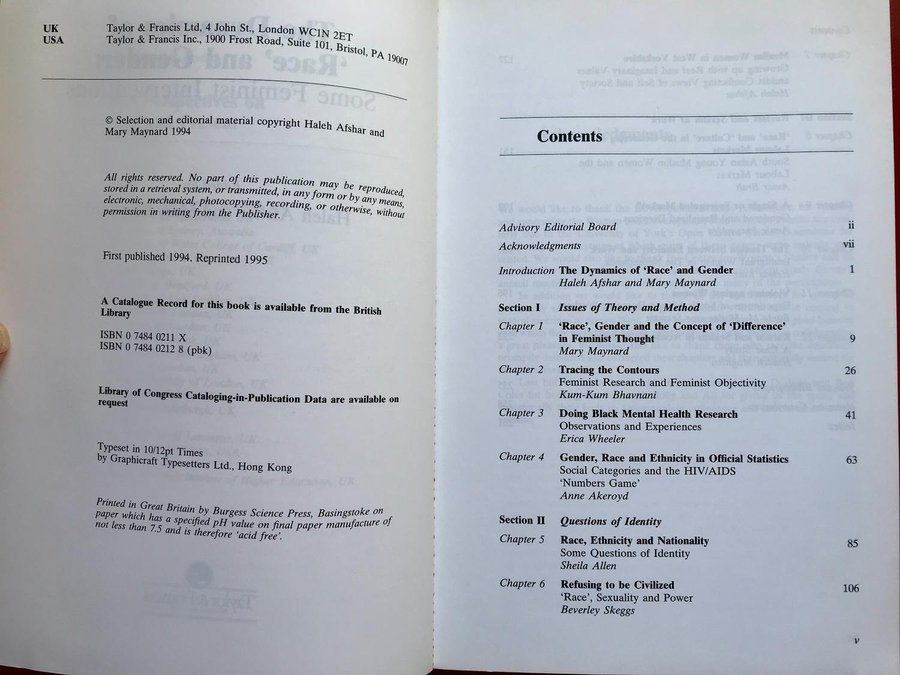 UK Taylor & Francis Ltd, 4 John St., London WC1N 2ET
USA Taylor & Francis Inc., 1900 Frost Road, Suite 101, Bristol, PA 19007
© Selection and editorial material copyright Haleh Afshar and
Mary Maynard 1994
All rights reserved. No part of this publication may be reproduced,
stored in a retrieval system, or transmitted, in any form or by any means,
electronic, mechanical, photocopying, recording, or otherwise, without
permission in writing from the Publisher.
First published 1994. Reprinted 1995
A Catalogue Record for this book is available from the British
Library
ISBN 0 7484 0211 X
ISBN 0 7484 0212 8 (pbk)
Library of Congress Cataloging-in-Publication Data are available on
request
Typeset in 10/12pt Times
by Graphicraft Typesetters Ltd., Hong Kong
Printed in Great Britain by Burgess Science Press, Basingstoke on
paper which has a specified pH value on final paper manufacture of
not less than 7.5 and is therefore 'acid free'.
Contents
Advisory Editorial Board ii
Acknowledgments vii
Introduction The Dynamics of 'Race' and Gender 1
Haleh Afshar and Mary Maynard
Section I Issues of Theory and Method
Chapter 1 'Race', Gender and the Concept of 'Difference'
in Feminist Thought 9
Mary Maynard
Chapter 2 Tracing the Contours 26
Feminist Research and Feminist Objectivity
Kum-Kum Bhavnani
Chapter 3 Doing Black Mental Health Research 41
Observations and Experiences
Erica Wheeler
Chapter 4 Gender, Race and Ethnicity in Official Statistics 63
Social Categories and the HIV/AIDS
'Numbers Game'
Anne Akeroyd
Section II Questions of Identity
Chapter 5 Race, Ethnicity and Nationality 85
Some Questions of Identity
Sheila Allen
Chapter 6 Refusing to be Civilized 106
'Race', Sexuality and Power
Beverley Skeggs
v